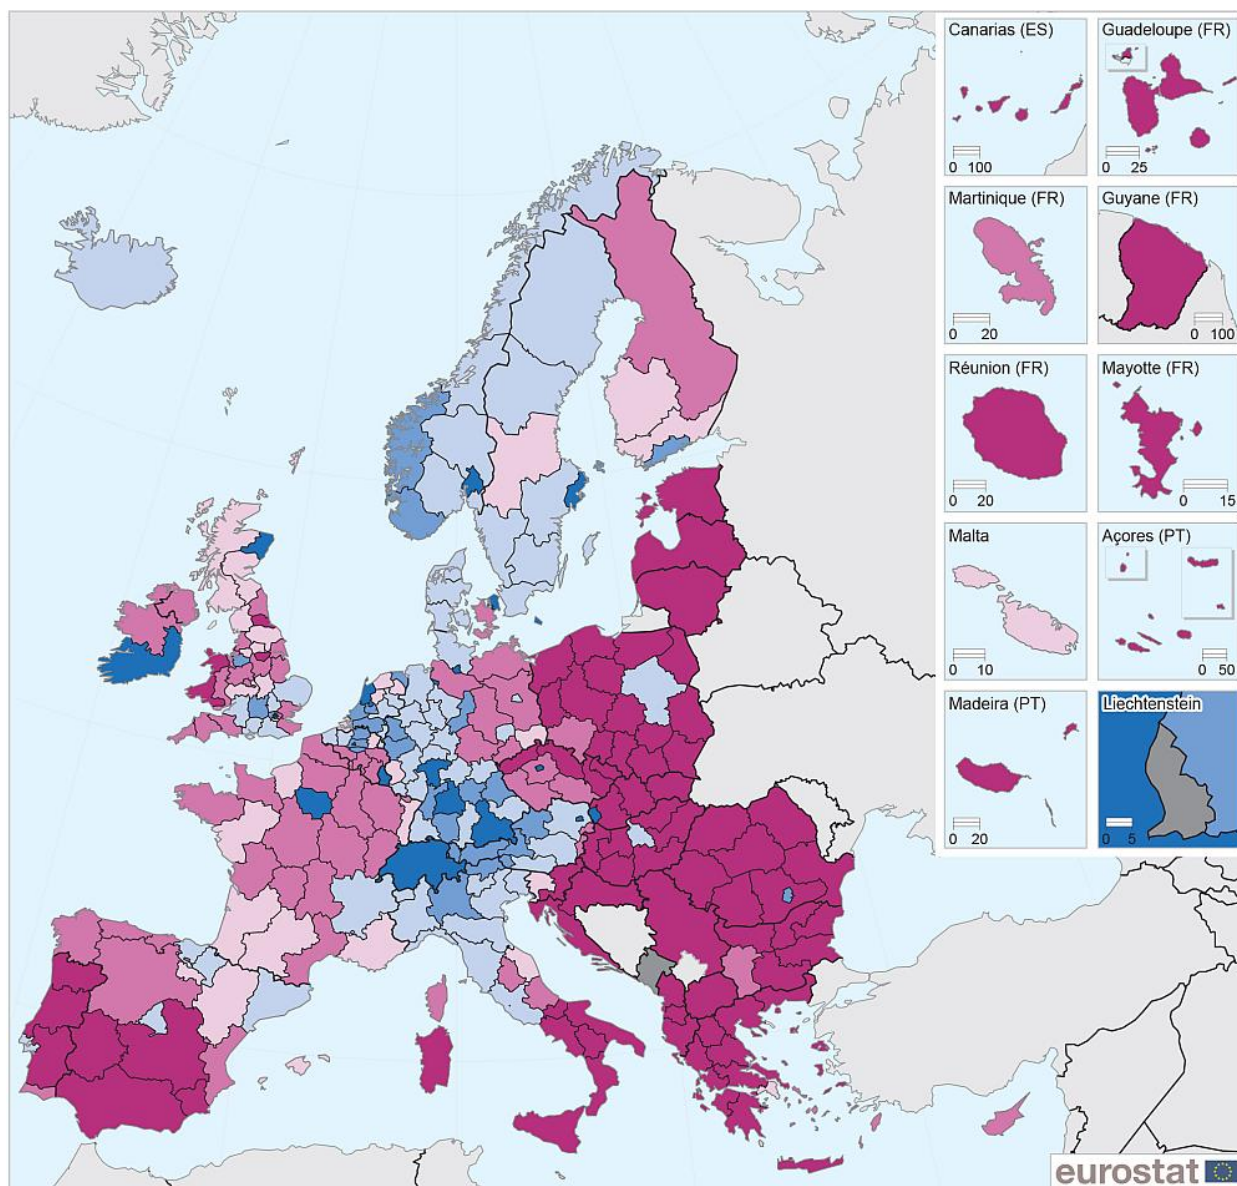 Canarias (ES)
0 100
Guadeloupe (FR)
0 25
Martinique (FR)
0 20
Guyane (FR)
0 100
Réunion (FR)
0 20
Mayotte (FR)
0 15
Malta
0 10
Açores (PT)
0 50
Madeira (PT)
0 20
Liechtenstein
0 5
eurostat